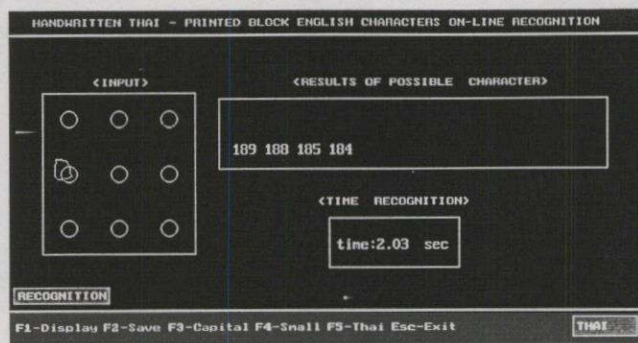 HANDWRITTEN THAI - PRINTED BLOCK ENGLISH CHARACTERS ON-LINE RECOGNITION
<INPUT>
<RESULTS OF POSSIBLE CHARACTER>
189 188 185 184
<TIME RECOGNITION>
time:2.03 sec
RECOGNITION
F1-Display F2-Save F3-Capital F4-Small F5-Thai Esc-Exit
THAI